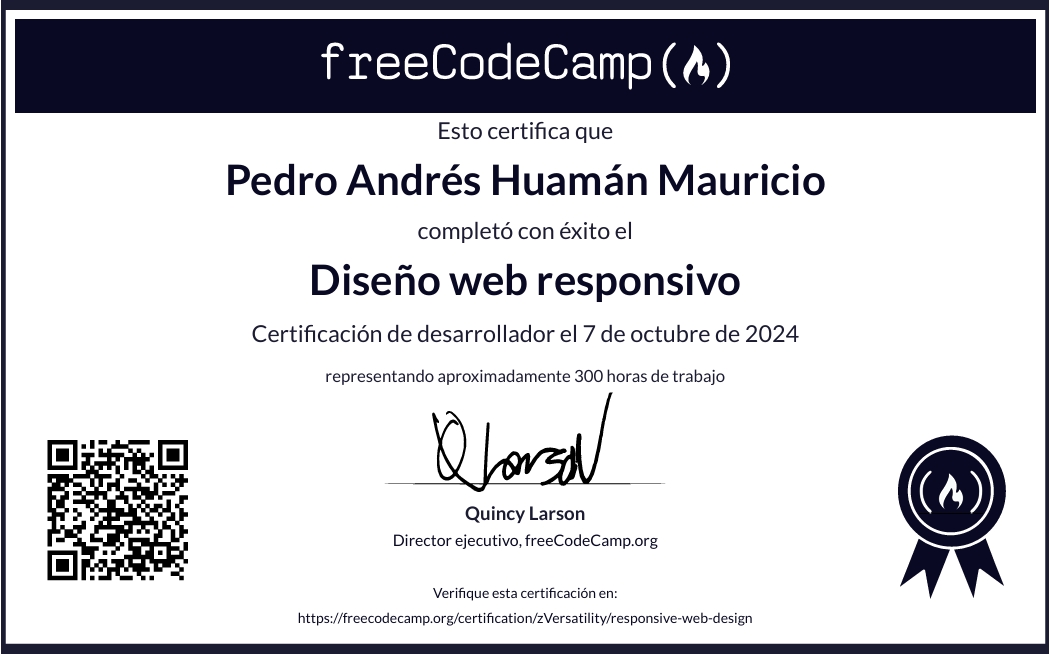 freeCodeCamp
Esto certifica que
Pedro Andrés Huamán Mauricio
completó con éxito el
Diseño web responsivo
Certificación de desarrollador el 7 de octubre de 2024
representando aproximadamente 300 horas de trabajo
Q Larson
Quincy Larson
Director ejecutivo, freeCodeCamp.org
Verifique esta certificación en:
https://freecodecamp.org/certification/zVersatility/responsive-web-design